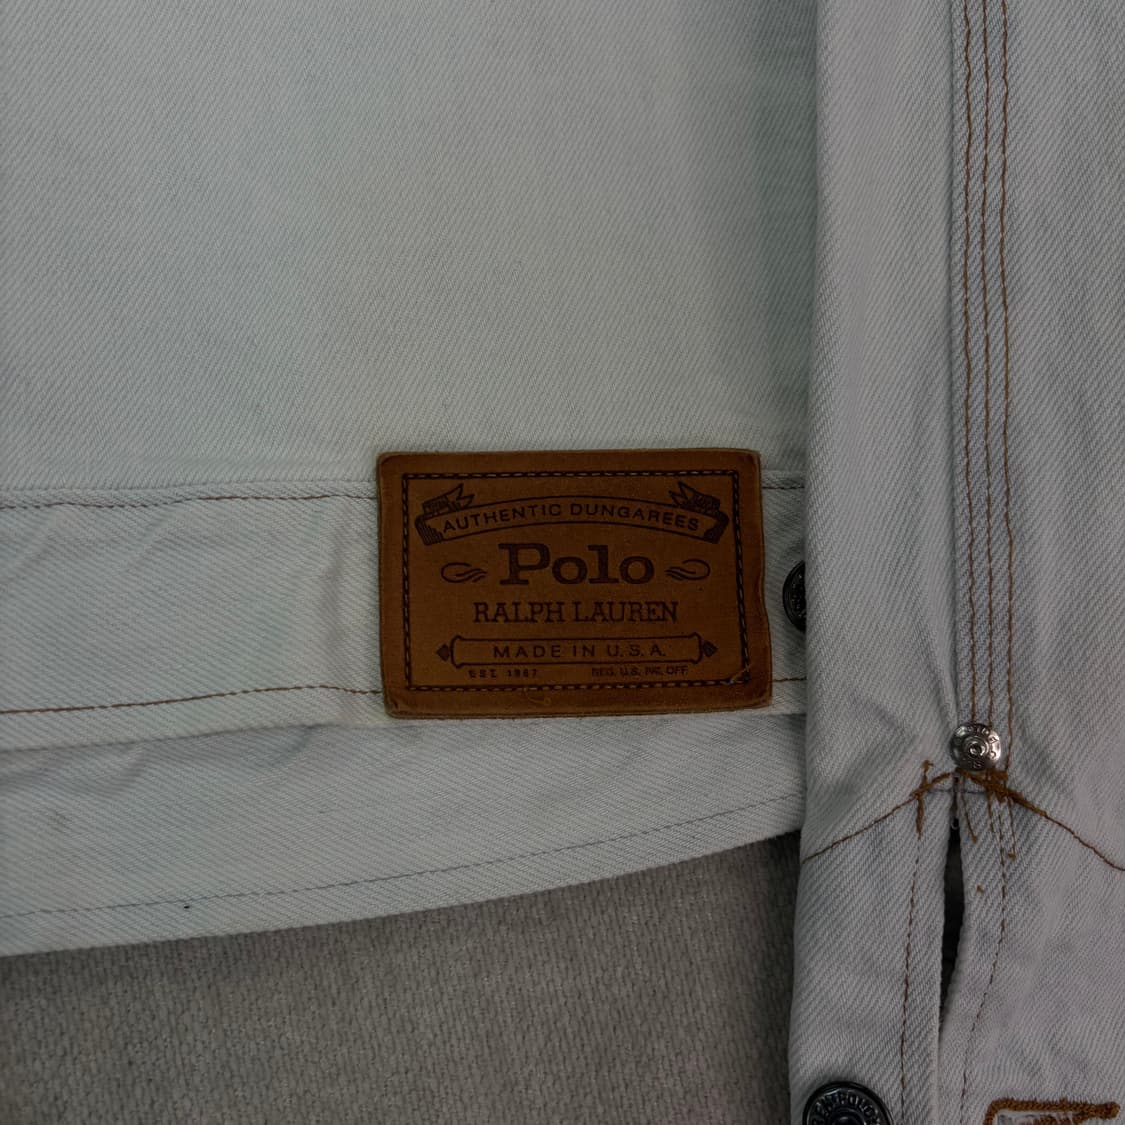 AUTHENTIC DUNGAREES
Polo
RALPH LAUREN
MADE IN U.S.A.
EST. 1967 REG. U.S. PAT. OFF.